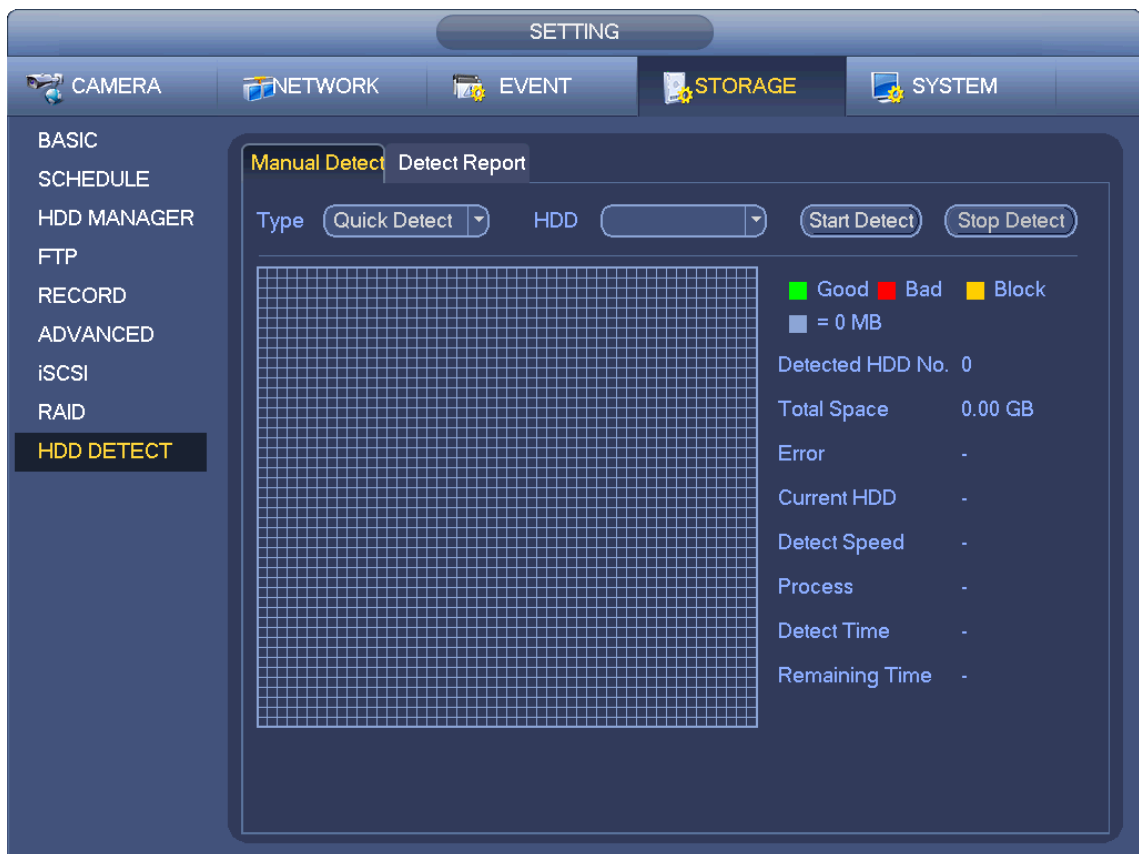 SETTING
CAMERA NETWORK EVENT STORAGE SYSTEM
BASIC
SCHEDULE
HDD MANAGER
FTP
RECORD
ADVANCED
iSCSI
RAID
HDD DETECT
Manual Detect Detect Report
Type Quick Detect HDD Start Detect Stop Detect
Good Bad Block
= 0 MB
Detected HDD No. 0
Total Space 0.00 GB
Error -
Current HDD -
Detect Speed -
Process -
Detect Time -
Remaining Time -